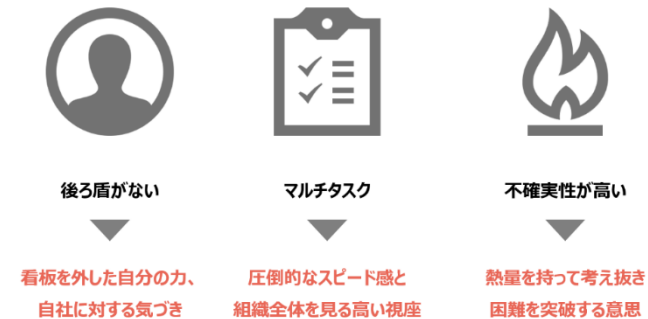 後ろ盾がない
マルチタスク
不確実性が高い
看板を外した自分の力、
自社に対する気づき
圧倒的なスピード感と
組織全体を見る高い視座
熱量を持って考え抜き
困難を突破する意思